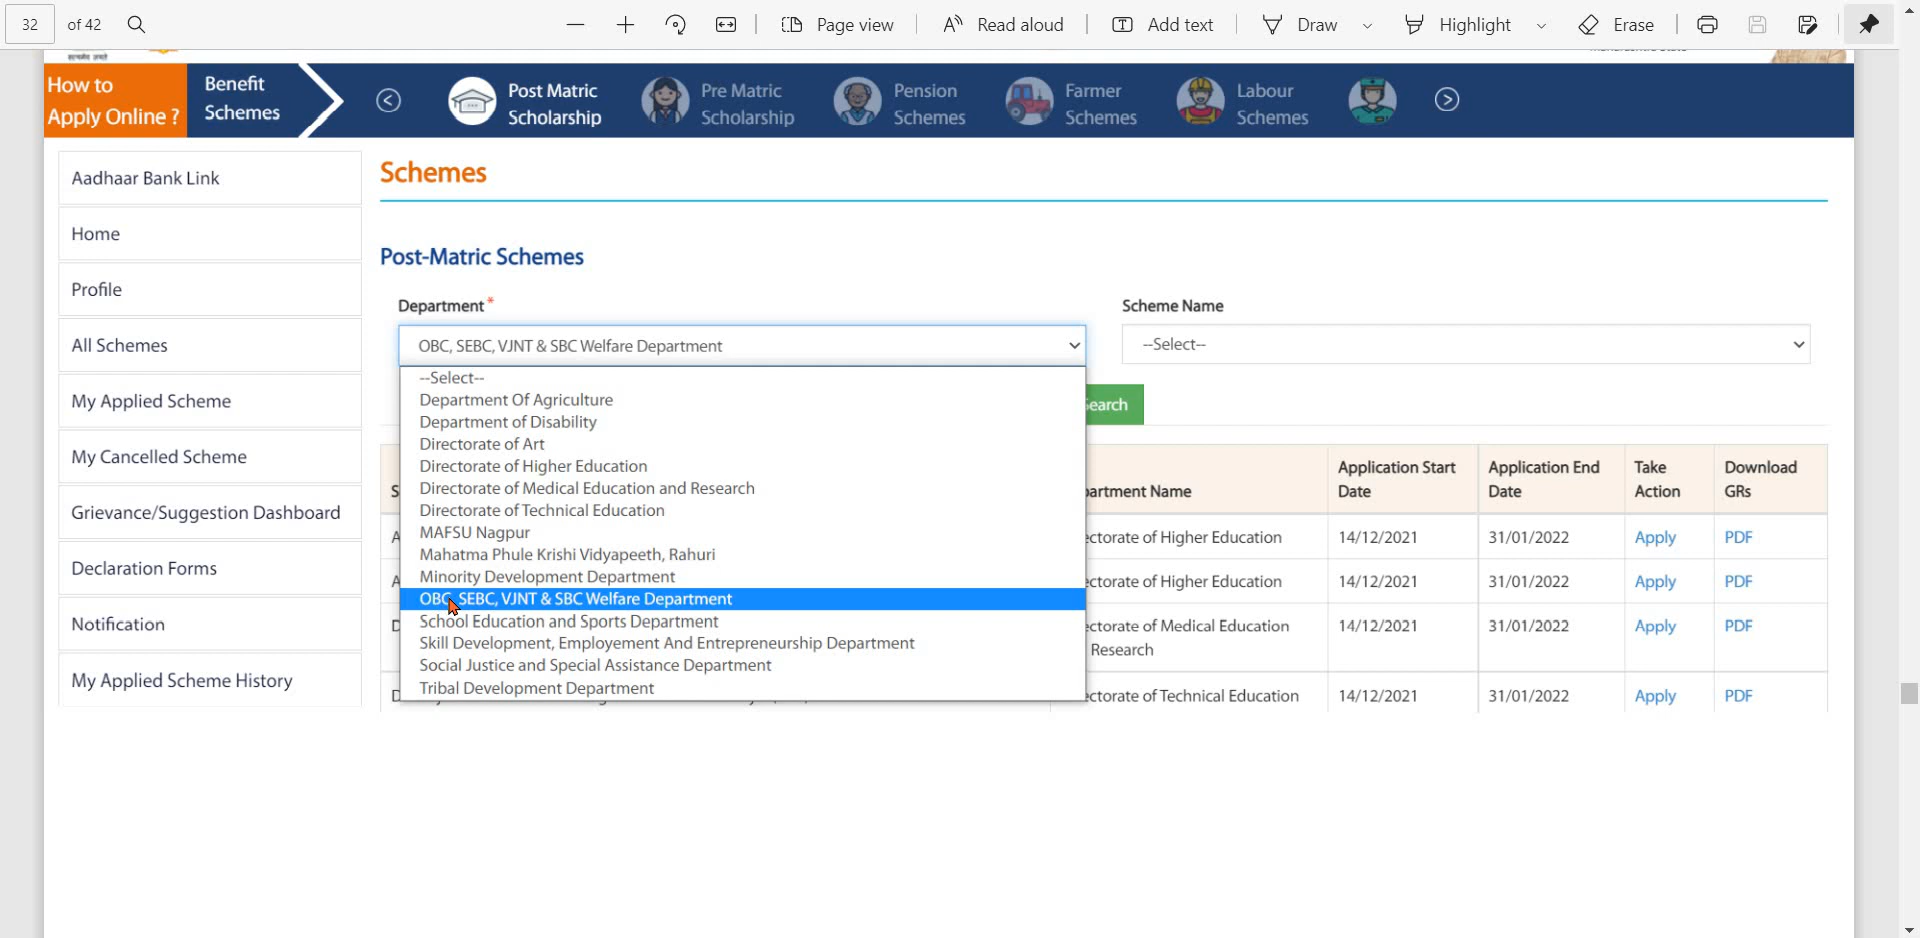 32 of 42 Page view Read aloud Add text Draw Highlight Erase
How to
Apply Online ?
Benefit
Schemes
Post Matric
Scholarship
Pre Matric
Scholarship
Pension
Schemes
Farmer
Schemes
Labour
Schemes
Aadhaar Bank Link
Home
Profile
All Schemes
My Applied Scheme
My Cancelled Scheme
Grievance/Suggestion Dashboard
Declaration Forms
Notification
My Applied Scheme History
Schemes
Post-Matric Schemes
Department *
OBC, SEBC, VJNT & SBC Welfare Department
Scheme Name
--Select--
--Select--
Department Of Agriculture
Department of Disability
Directorate of Art
Directorate of Higher Education
Directorate of Medical Education and Research
Directorate of Technical Education
MAFSU Nagpur
Mahatma Phule Krishi Vidyapeeth, Rahuri
Minority Development Department
OBC, SEBC, VJNT & SBC Welfare Department
School Education and Sports Department
Skill Development, Employement And Entrepreneurship Department
Social Justice and Special Assistance Department
Tribal Development Department
earch
artment Name
Application Start
Date
Application End
Date
Take
Action
Download
GRs
ctorate of Higher Education 14/12/2021 31/01/2022 Apply PDF
ctorate of Higher Education 14/12/2021 31/01/2022 Apply PDF
ctorate of Medical Education 14/12/2021 31/01/2022 Apply PDF
Research
ctorate of Technical Education 14/12/2021 31/01/2022 Apply PDF